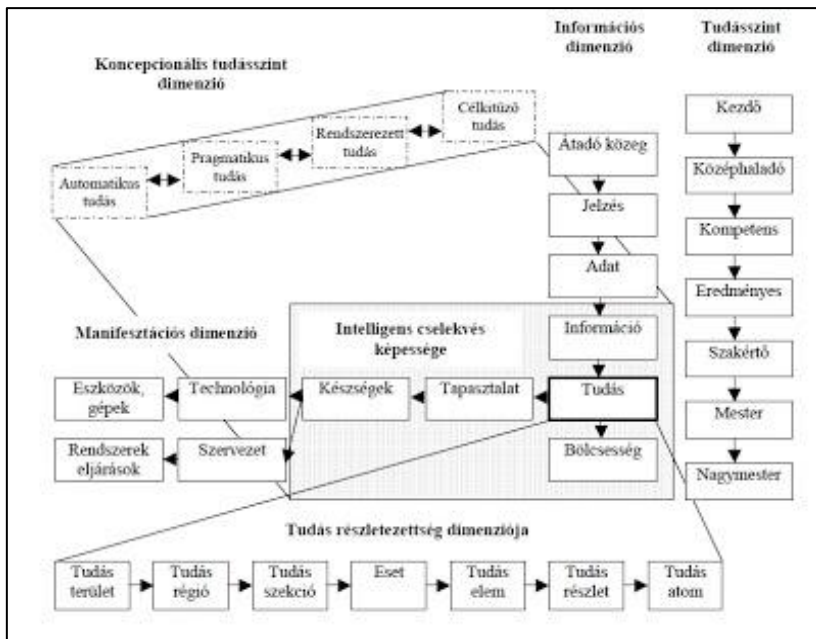 Információs
dimenzió
Tudásszint
dimenzió
Koncepcionális tudásszint
dimenzió
Célkitűző
tudás
Rendszerezett
tudás
Pragmatikus
tudás
Automatikus
tudás
Átadó közeg
Jelzés
Adat
Információ
Tudás
Bölcsesség
Kezdő
Középhaladó
Kompetens
Eredményes
Szakértő
Mester
Nagymester
Manifesztációs dimenzió
Intelligens cselekvés
képessége
Eszközök,
gépek
Technológia
Készségek
Tapasztalat
Rendszerek
eljárások
Szervezet
Tudás részletezettség dimenziója
Tudás
terület
Tudás
régió
Tudás
szekció
Eset
Tudás
elem
Tudás
részlet
Tudás
atom